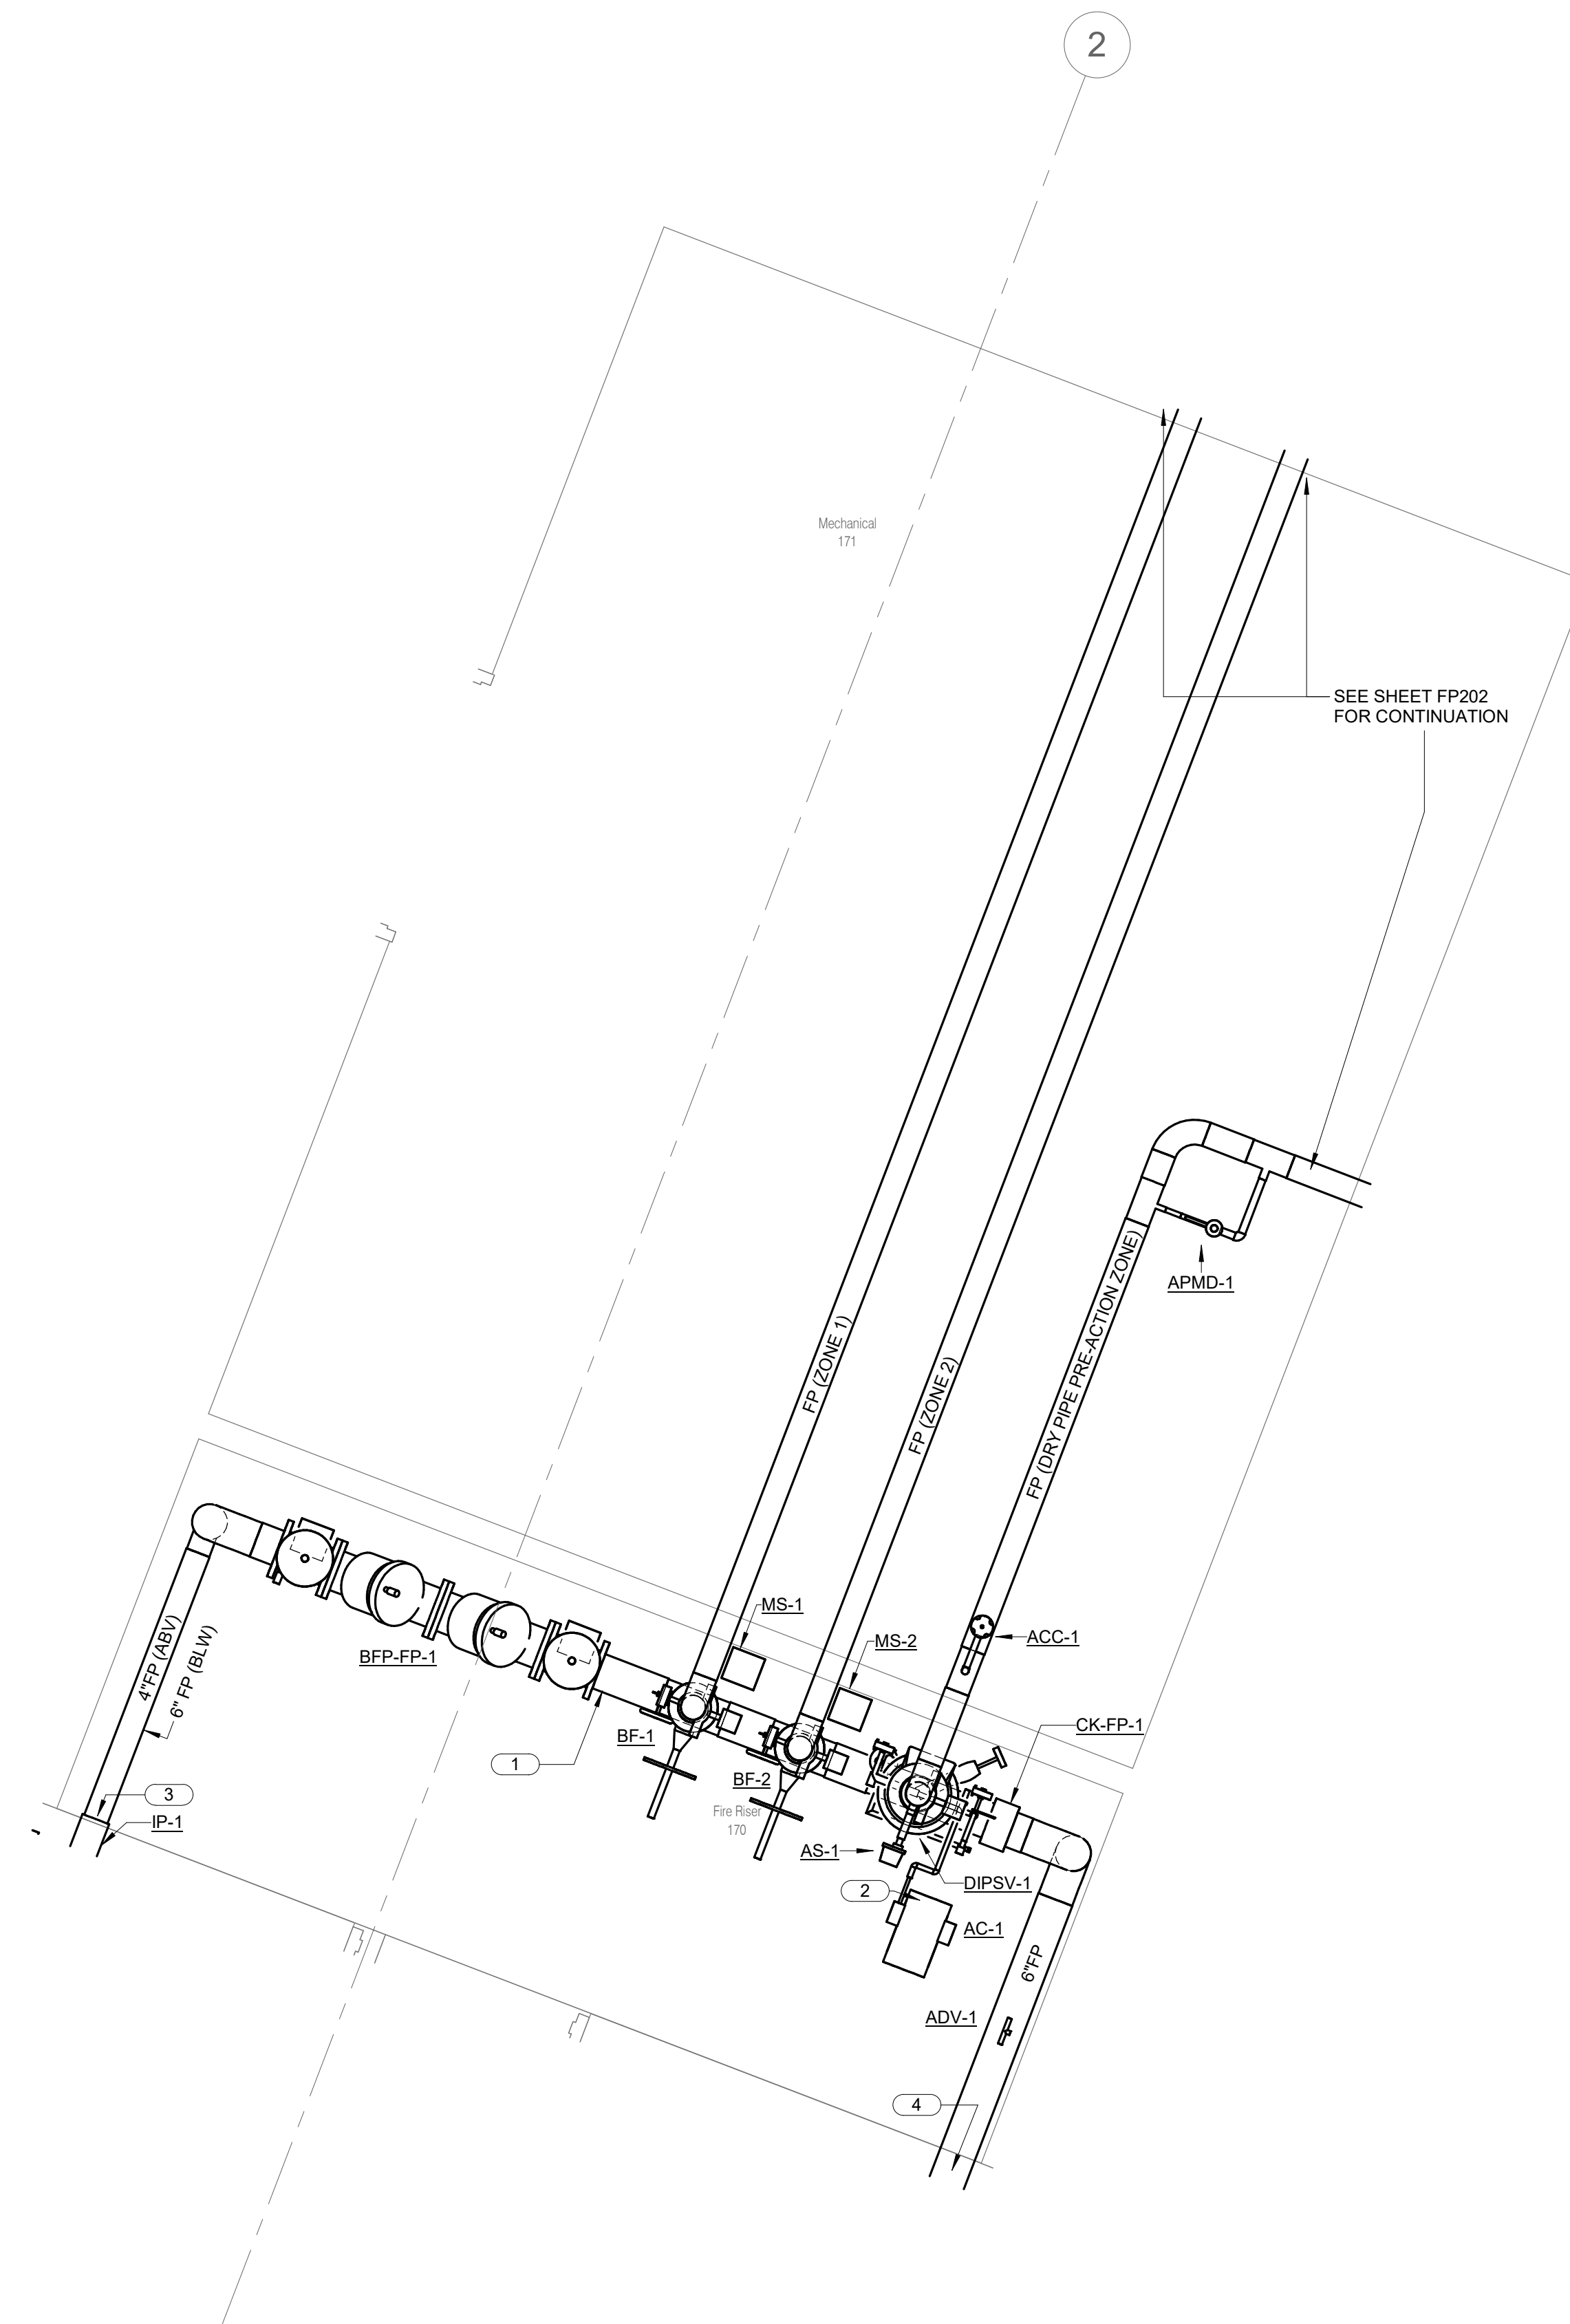 2
Mechanical
171
SEE SHEET FP202
FOR CONTINUATION
APMD-1
FP (ZONE 1)
FP (ZONE 2)
FP (DRY PIPE PRE-ACTION ZONE)
MS-1
MS-2
ACC-1
4"FP (ABV)
6" FP (BLW)
BFP-FP-1
CK-FP-1
BF-1
1
BF-2
3
IP-1
Fire Riser
170
AS-1
DIPSV-1
2
AC-1
6"FP
ADV-1
4